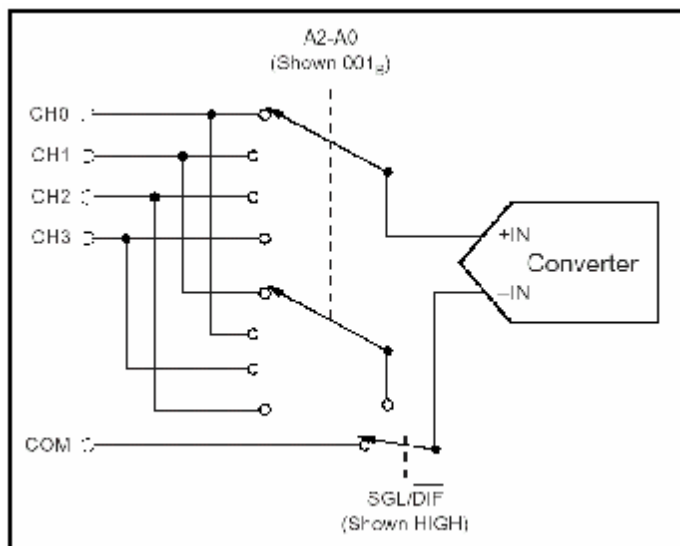 A2-A0
(Shown 001B)
CH0
CH1
CH2
CH3
+IN
Converter
–IN
COM
SGL/DIF
(Shown HIGH)